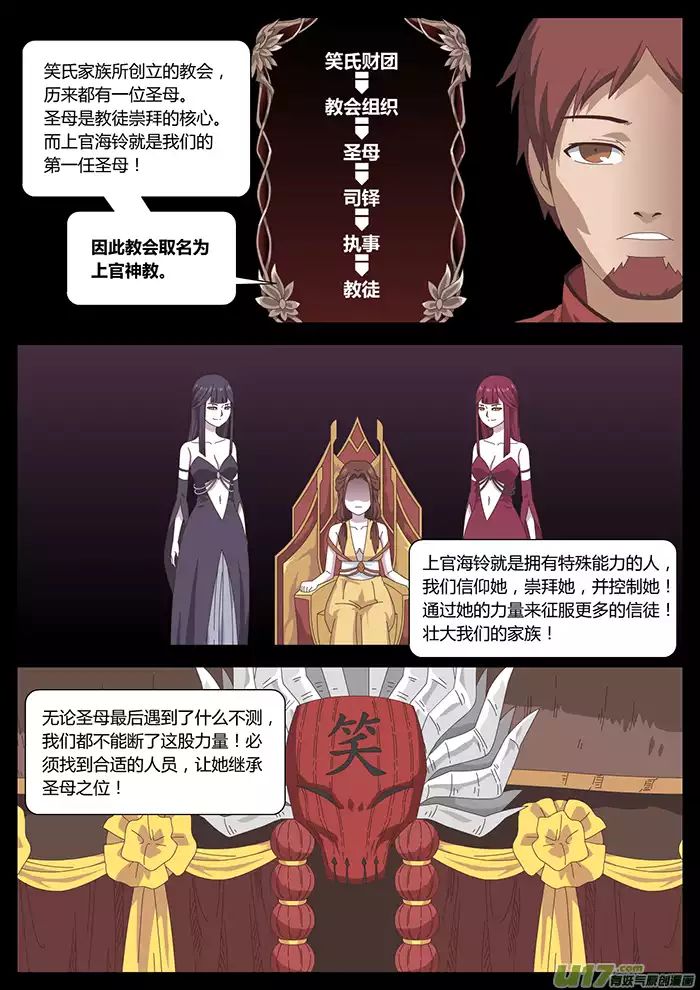 笑氏家族所创立的教会，
历来都有一位圣母。
圣母是教徒崇拜的核心。
而上官海铃就是我们的
第一任圣母！
因此教会取名为
上官神教。
笑氏财团
教会组织
圣母
司铎
执事
教徒
上官海铃就是拥有特殊能力的人，
我们信仰她，崇拜她，并控制她！
通过她的力量来征服更多的信徒！
壮大我们的家族！
无论圣母最后遇到了什么不测，
我们都不能断了这股力量！必
须找到合适的人员，让她继承
圣母之位！
笑
U17.com
有妖气原创漫画